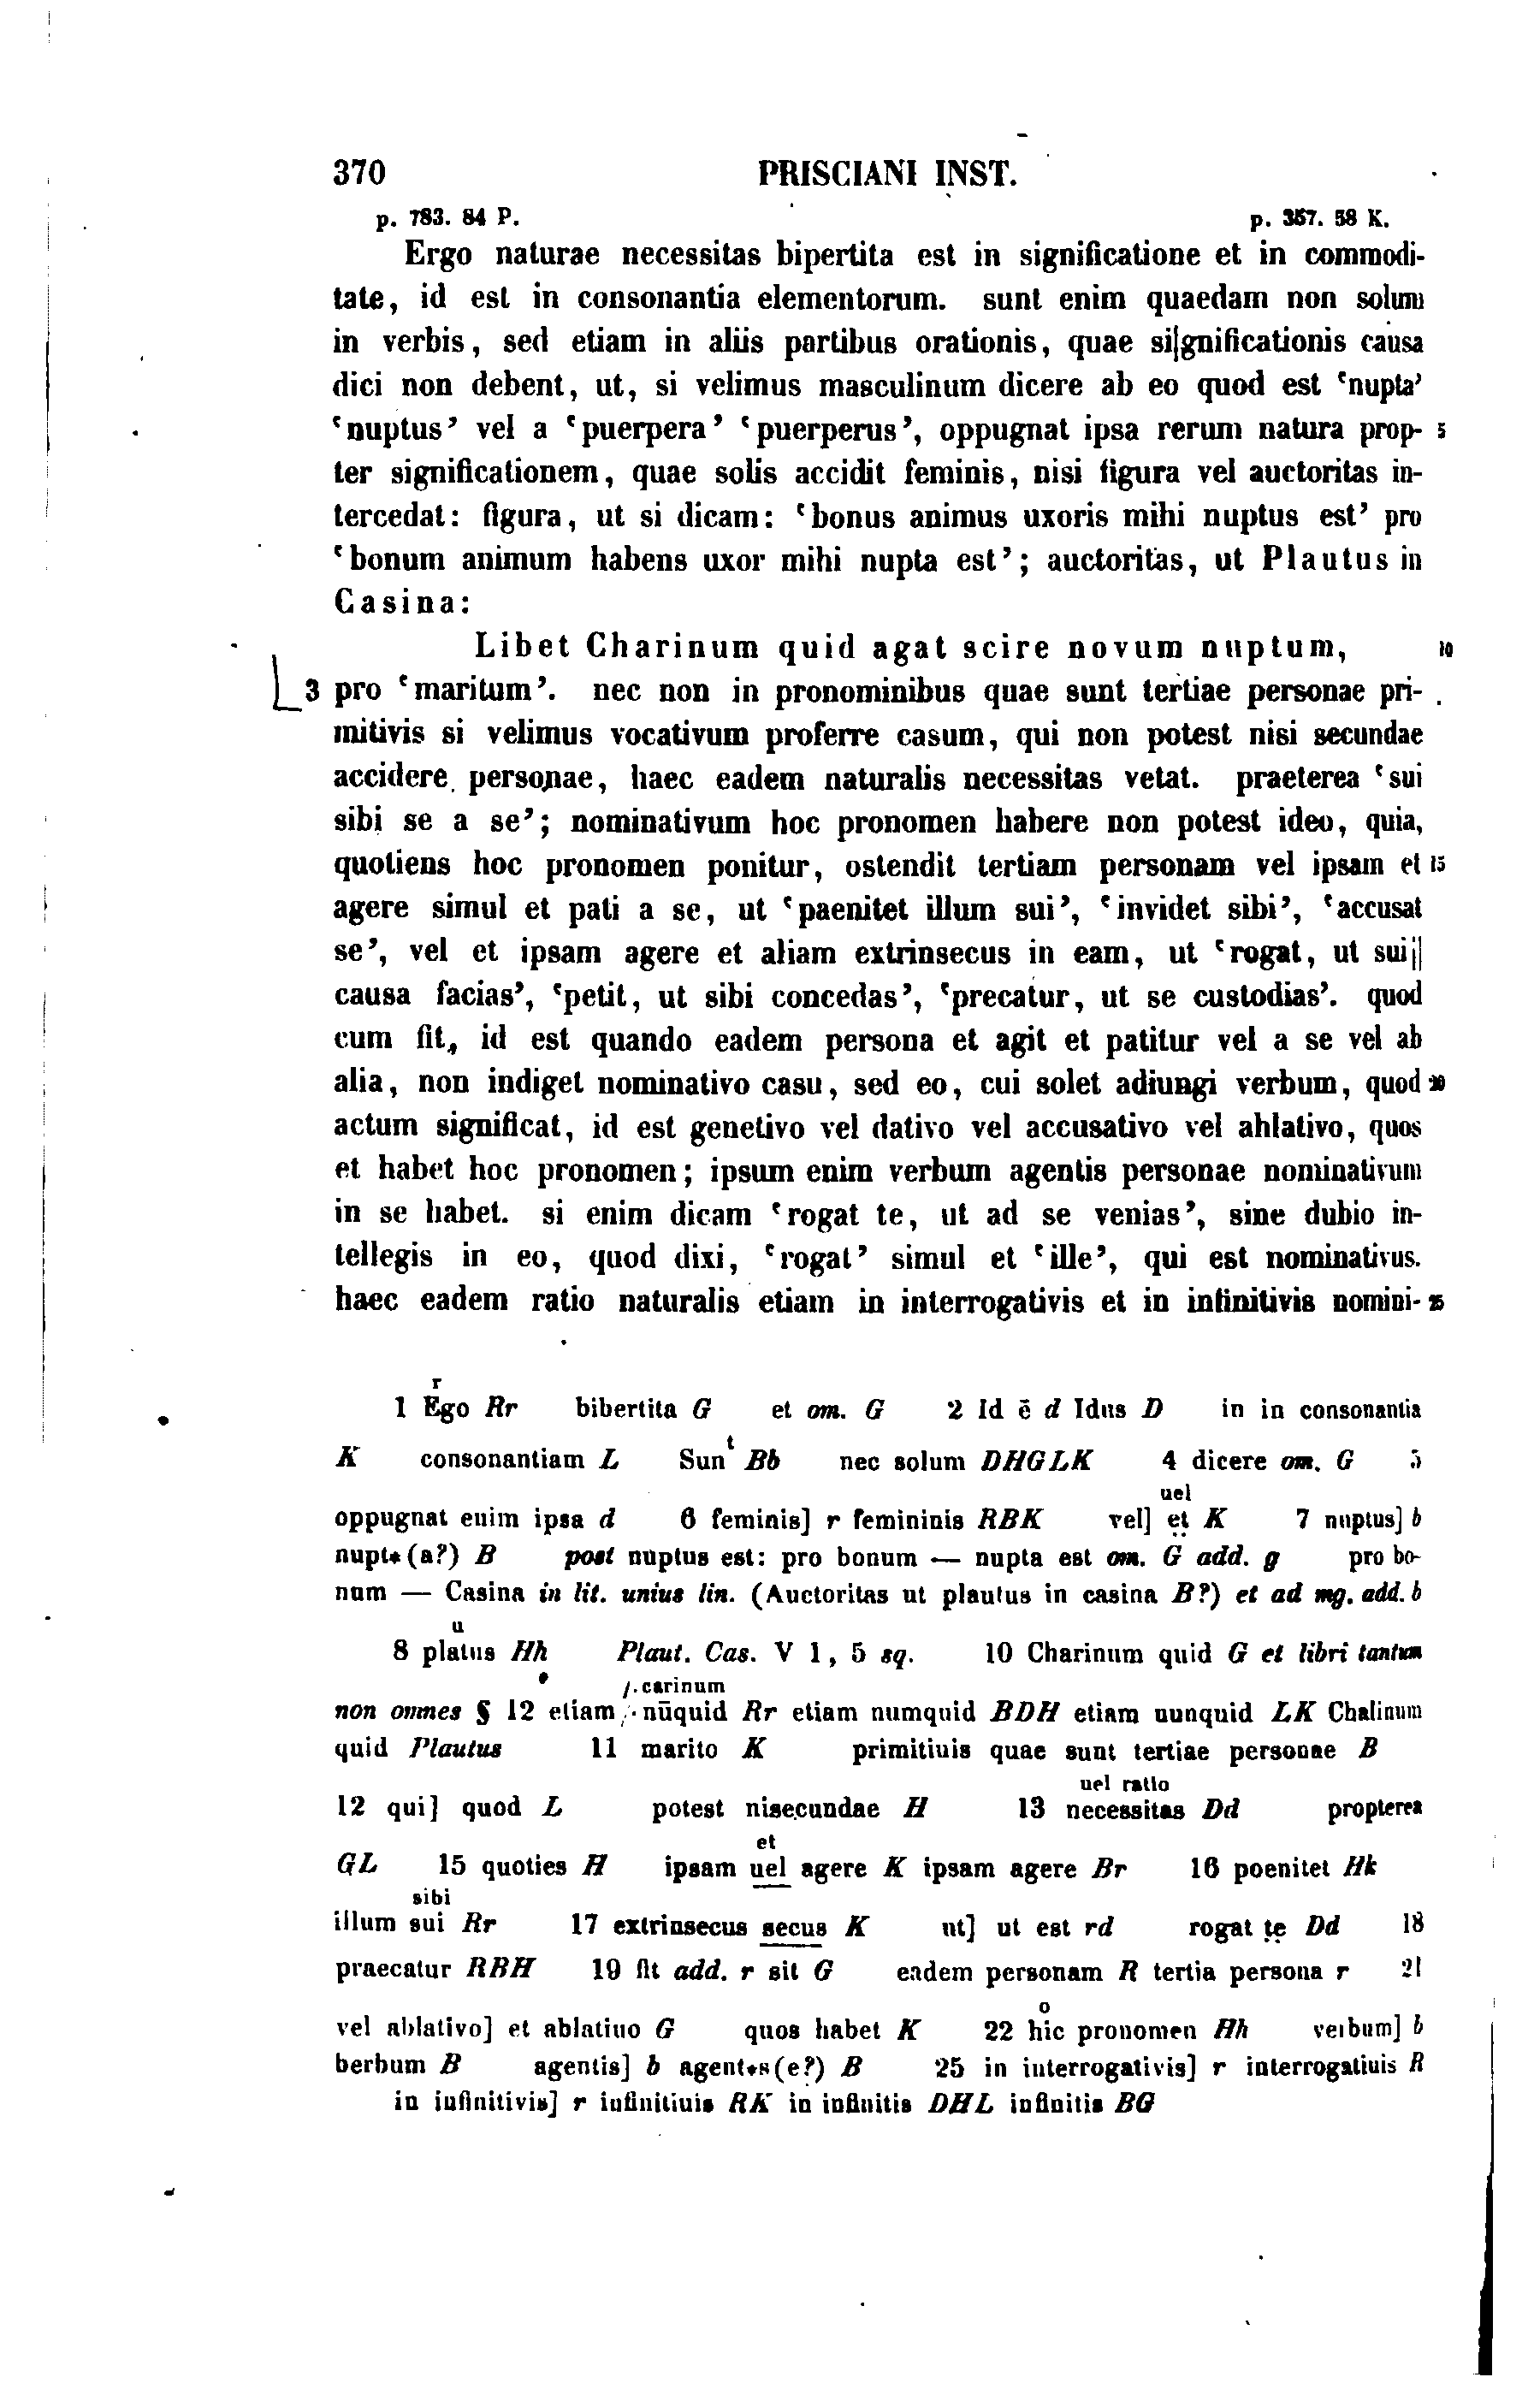 370 PRISCIANI INST.
p. 783. 84 P. p. 357. 58 K.
Ergo naturae necessitas bipertita est in significatione et in commodi-
tate, id est in consonantia elementorum. sunt enim quaedam non solum
in verbis, sed etiam in aliis partibus orationis, quae si|gnificationis causa
dici non debent, ut, si velimus masculinum dicere ab eo quod est ‘nupta’
‘nuptus’ vel a ‘puerpera’ ‘puerperus’, oppugnat ipsa rerum natura prop- 5
ter significationem, quae solis accidit feminis, nisi figura vel auctoritas in-
tercedat: figura, ut si dicam: ‘bonus animus uxoris mihi nuptus est’ pro
‘bonum animum habens uxor mihi nupta est’; auctoritas, ut Plautus in
Casina:
Libet Charinum quid agat scire novum nuptum, 10
3 pro ‘maritum’. nec non in pronominibus quae sunt tertiae personae pri-
mitivis si velimus vocativum proferre casum, qui non potest nisi secundae
accidere personae, haec eadem naturalis necessitas vetat. praeterea ‘sui
sibi se a se’; nominativum hoc pronomen habere non potest ideo, quia,
quotiens hoc pronomen ponitur, ostendit tertiam personam vel ipsam et 15
agere simul et pati a se, ut ‘paenitet illum sui’, ‘invidet sibi’, ‘accusat
se’, vel et ipsam agere et aliam extrinsecus in eam, ut ‘rogat, ut sui||
causa facias’, ‘petit, ut sibi concedas’, ‘precatur, ut se custodias’. quod
cum fit, id est quando eadem persona et agit et patitur vel a se vel ab
alia, non indiget nominativo casu, sed eo, cui solet adiungi verbum, quod 20
actum significat, id est genetivo vel dativo vel accusativo vel ablativo, quos
et habet hoc pronomen; ipsum enim verbum agentis personae nominativum
in se habet. si enim dicam ‘rogat te, ut ad se venias’, sine dubio in-
tellegis in eo, quod dixi, ‘rogat’ simul et ‘ille’, qui est nominativus.
haec eadem ratio naturalis etiam in interrogativis et in infinitivis nomini- 25
r
1 Ego Rr bibertita G et om. G 2 Id ē d Idus D in in consonantia
t
K consonantiam L Sun Bb nec solum DHGLK 4 dicere om. G 5
uel
oppugnat enim ipsa d 6 feminis] r femininis RBK vel] ẹṭ K 7 nuptus] b
nupt*(a?) B post nuptus est: pro bonum — nupta est om. G add. g pro bo-
num — Casina in lit. unius lin. (Auctoritas ut plautus in casina B?) et ad mg. add. b
u
8 platus Hh Plaut. Cas. V 1, 5 sq. 10 Charinum quid G et libri tantum
/.carinum
non omnes § 12 etiam /·nūquid Rr etiam numquid BDH etiam nunquid LK Chalinum
quid Plautus 11 marito K primitiuis quae sunt tertiae personae B
uel ratio
12 qui] quod L potest nisecundae H 13 necessitas Dd propterea
et
GL 15 quoties H ipsam uel agere K ipsam agere Br 16 poenitet Hk
sibi
illum sui Rr 17 extrinsecus secus K ut] ut est rd rogat ṭẹ Dd 18
praecatur RBH 19 fit add. r sit G eadem personam R tertia persona r 21
o
vel ablativo] et ablatiuo G quos habet K 22 hic pronomen Hh verbum] b
berbum B agentis] b agent*s(e?) B 25 in interrogativis] r interrogatiuis R
in infinitivis] r infinitiuis RK in infinitis DHL infinitis BG